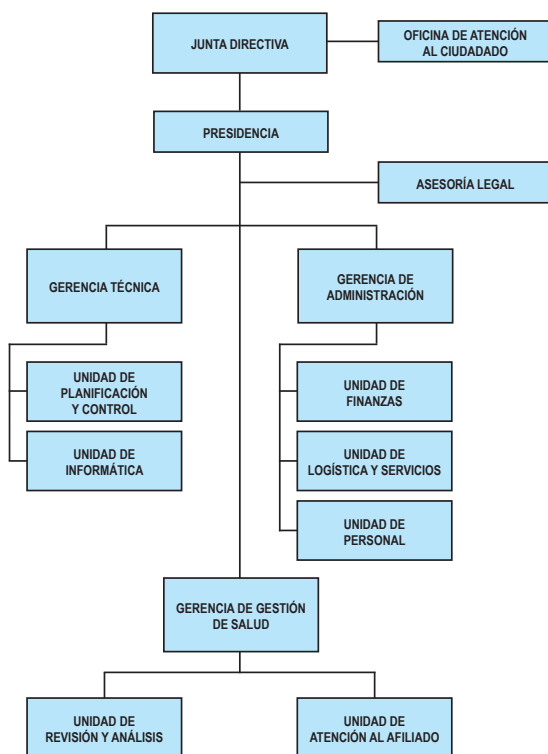 JUNTA DIRECTIVA
OFICINA DE ATENCIÓN
AL CIUDADADO
PRESIDENCIA
ASESORÍA LEGAL
GERENCIA TÉCNICA
GERENCIA DE
ADMINISTRACIÓN
UNIDAD DE
PLANIFICACIÓN
Y CONTROL
UNIDAD DE
FINANZAS
UNIDAD DE
INFORMÁTICA
UNIDAD DE
LOGÍSTICA Y SERVICIOS
UNIDAD DE
PERSONAL
GERENCIA DE GESTIÓN
DE SALUD
UNIDAD DE
REVISIÓN Y ANÁLISIS
UNIDAD DE
ATENCIÓN AL AFILIADO